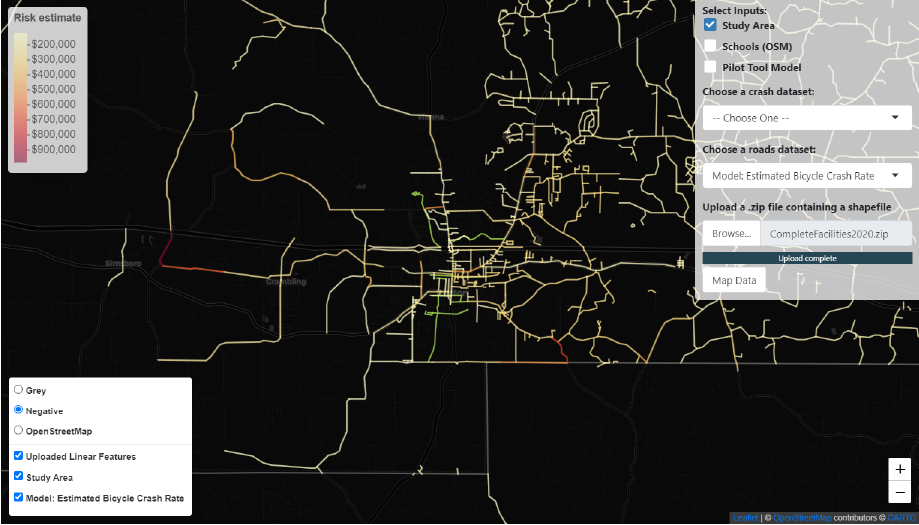 Risk estimate
$200,000
$300,000
$400,000
$500,000
$600,000
$700,000
$800,000
$900,000
Vienna
Simsboro
Grambling
Select Inputs:
Study Area
Schools (OSM)
Pilot Tool Model
Choose a crash dataset:
-- Choose One --
Choose a roads dataset:
Model: Estimated Bicycle Crash Rate
Upload a .zip file containing a shapefile
Browse... CompleteFacilities2020.zip
Upload complete
Map Data
Grey
Negative
OpenStreetMap
Uploaded Linear Features
Study Area
Model: Estimated Bicycle Crash Rate
+
−
Leaflet | © OpenStreetMap contributors © CARTO